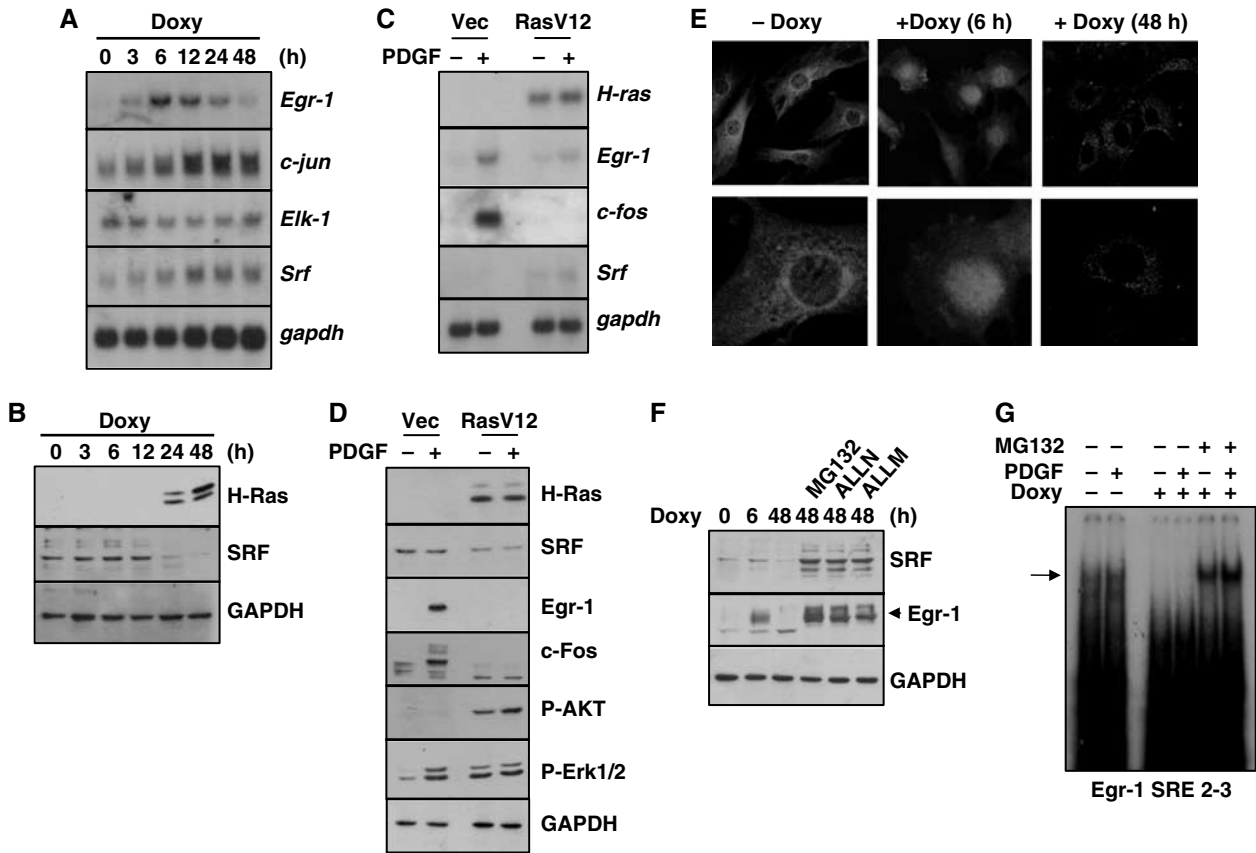 A
Doxy
0 3 6 12 24 48 (h)
Egr-1
c-jun
Elk-1
Srf
gapdh
B
Doxy
0 3 6 12 24 48 (h)
H-Ras
SRF
GAPDH
C
Vec RasV12
PDGF – + – +
H-ras
Egr-1
c-fos
Srf
gapdh
D
Vec RasV12
PDGF – + – +
H-Ras
SRF
Egr-1
c-Fos
P-AKT
P-Erk1/2
GAPDH
E
– Doxy +Doxy (6 h) + Doxy (48 h)
F
MG132
ALLN
ALLM
Doxy 0 6 48 48 48 48 (h)
SRF
Egr-1
GAPDH
G
MG132 – – – – + +
PDGF – + – + – +
Doxy – – + + + +
Egr-1 SRE 2-3